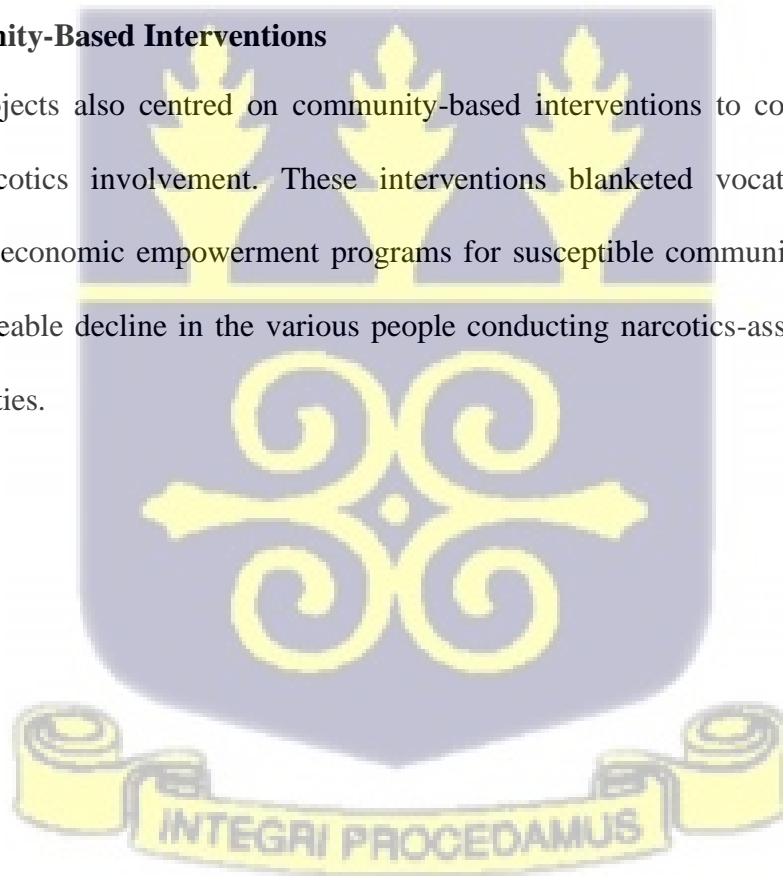 nity-Based Interventions
jects also centred on community-based interventions to co
cotics involvement. These interventions blanketed vocat
economic empowerment programs for susceptible communi
eable decline in the various people conducting narcotics-ass
ties.
INTEGRI PROCEDAMUS